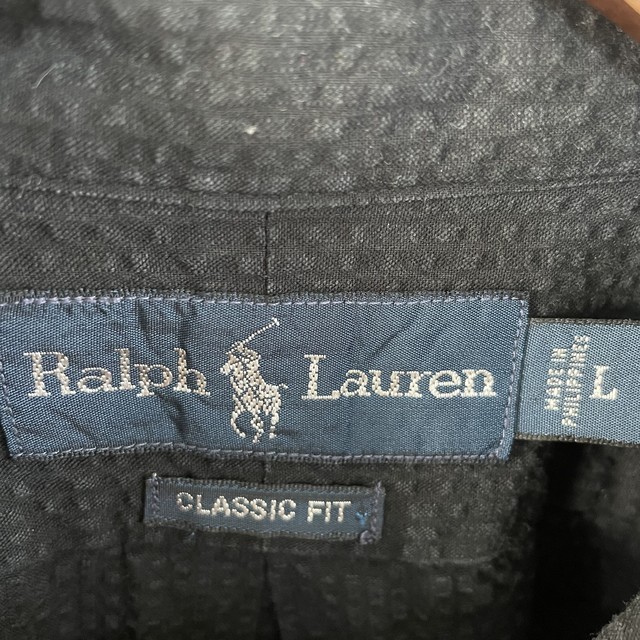 Ralph Lauren
MADE IN
PHILIPPINES
L
CLASSIC FIT